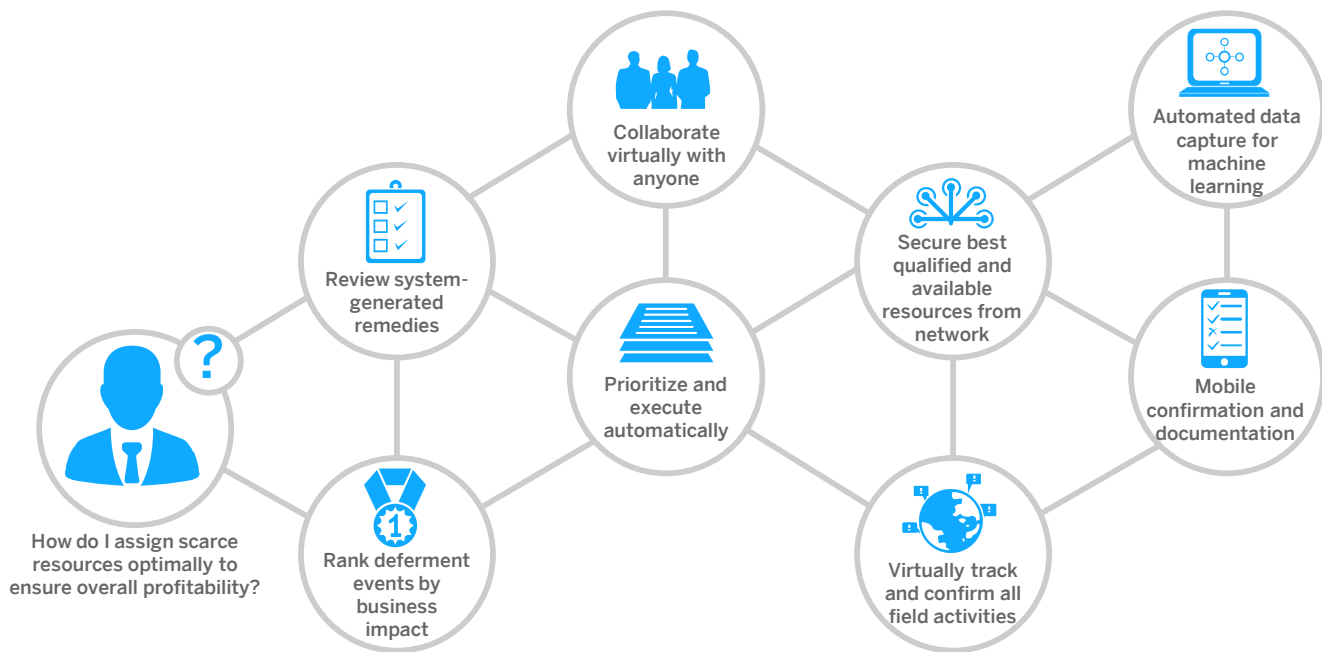 ?
How do I assign scarce
resources optimally to
ensure overall profitability?
Review system-
generated
remedies
1
Rank deferment
events by
business
impact
Collaborate
virtually with
anyone
Prioritize and
execute
automatically
Secure best
qualified and
available
resources from
network
! ! ! !
Virtually track
and confirm all
field activities
Automated data
capture for
machine
learning
Mobile
confirmation and
documentation